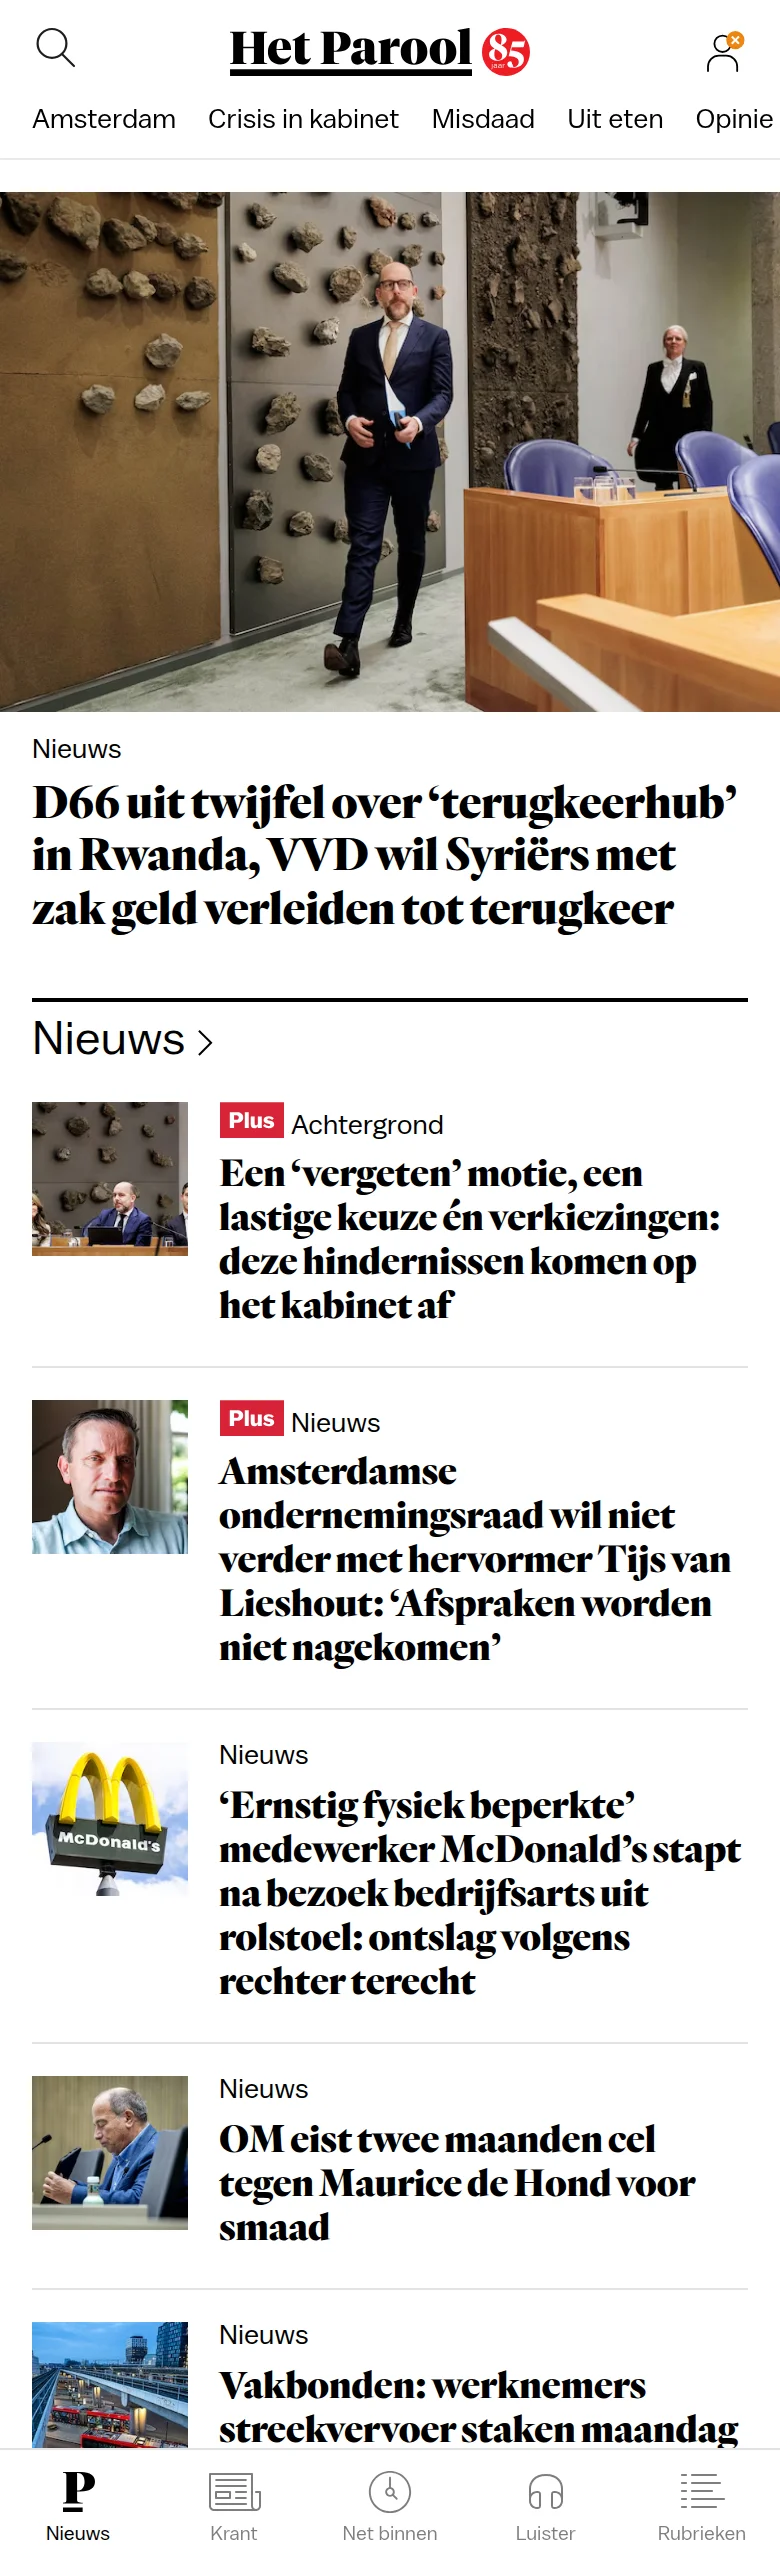 Het Parool 85 jaar
Amsterdam Crisis in kabinet Misdaad Uit eten Opinie
Nieuws
D66 uit twijfel over ‘terugkeerhub’
in Rwanda, VVD wil Syriërs met
zak geld verleiden tot terugkeer
Nieuws
Plus Achtergrond
Een ‘vergeten’ motie, een
lastige keuze én verkiezingen:
deze hindernissen komen op
het kabinet af
Plus Nieuws
Amsterdamse
ondernemingsraad wil niet
verder met hervormer Tijs van
Lieshout: ‘Afspraken worden
niet nagekomen’
McDonald's
Nieuws
‘Ernstig fysiek beperkte’
medewerker McDonald’s stapt
na bezoek bedrijfsarts uit
rolstoel: ontslag volgens
rechter terecht
Nieuws
OM eist twee maanden cel
tegen Maurice de Hond voor
smaad
Nieuws
Vakbonden: werknemers
streekvervoer staken maandag
P
Nieuws Krant Net binnen Luister Rubrieken